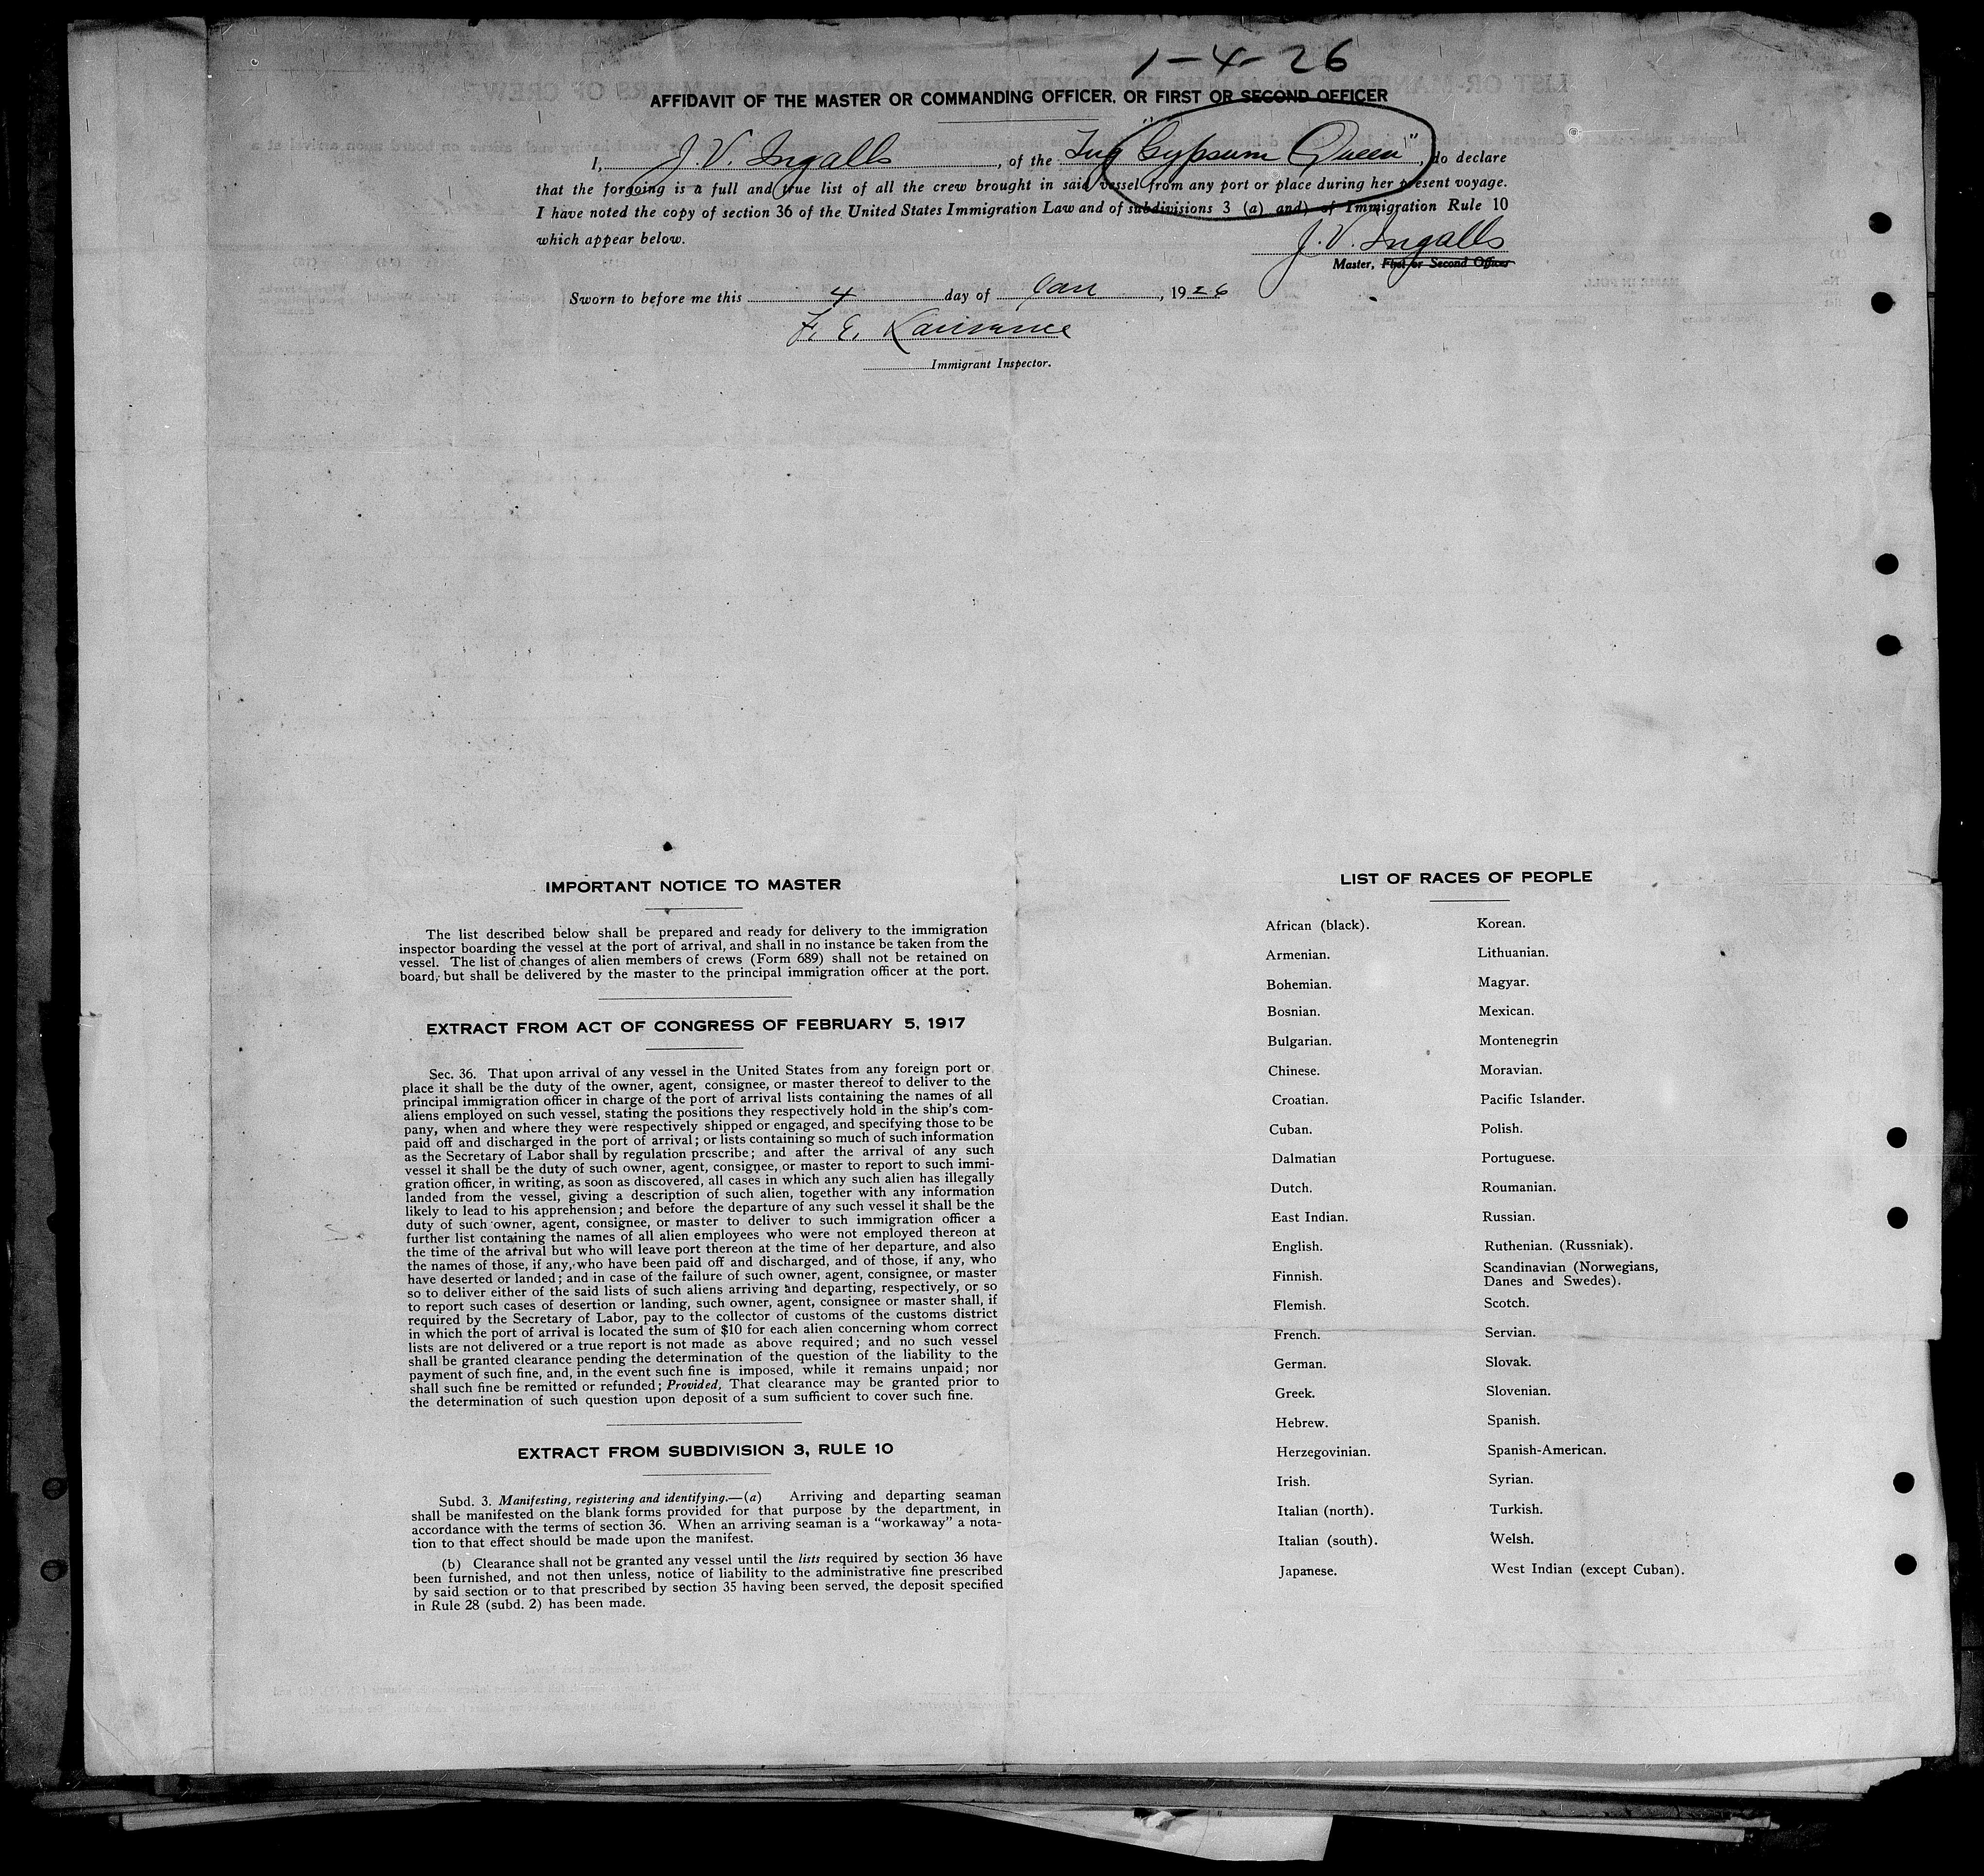 1-4-26
AFFIDAVIT OF THE MASTER OR COMMANDING OFFICER, OR FIRST OR SECOND OFFICER
I, J. V. Ingalls, of the Tug "Gypsum Queen", do declare
that the forgoing is a full and true list of all the crew brought in said vessel from any port or place during her present voyage.
I have noted the copy of section 36 of the United States Immigration Law and of subdivisions 3 (a) and) of Immigration Rule 10
which appear below.
J. V. Ingalls
Master, First or Second Officer
Sworn to before me this 4 day of Jan, 1926
F. E.
Immigrant Inspector.
IMPORTANT NOTICE TO MASTER
The list described below shall be prepared and ready for delivery to the immigration
inspector boarding the vessel at the port of arrival, and shall in no instance be taken from the
vessel. The list of changes of alien members of crews (Form 689) shall not be retained on
board, but shall be delivered by the master to the principal immigration officer at the port.
EXTRACT FROM ACT OF CONGRESS OF FEBRUARY 5, 1917
Sec. 36. That upon arrival of any vessel in the United States from any foreign port or
place it shall be the duty of the owner, agent, consignee, or master thereof to deliver to the
principal immigration officer in charge of the port of arrival lists containing the names of all
aliens employed on such vessel, stating the positions they respectively hold in the ship's com-
pany, when and where they were respectively shipped or engaged, and specifying those to be
paid off and discharged in the port of arrival; or lists containing so much of such information
as the Secretary of Labor shall by regulation prescribe; and after the arrival of any such
vessel it shall be the duty of such owner, agent, consignee, or master to report to such immi-
gration officer, in writing, as soon as discovered, all cases in which any such alien has illegally
landed from the vessel, giving a description of such alien, together with any information
likely to lead to his apprehension; and before the departure of any such vessel it shall be the
duty of such owner, agent, consignee, or master to deliver to such immigration officer a
further list containing the names of all alien employees who were not employed thereon at
the time of the arrival but who will leave port thereon at the time of her departure, and also
the names of those, if any, who have been paid off and discharged, and of those, if any, who
have deserted or landed; and in case of the failure of such owner, agent, consignee, or master
so to deliver either of the said lists of such aliens arriving and departing, respectively, or so
to report such cases of desertion or landing, such owner, agent, consignee or master shall, if
required by the Secretary of Labor, pay to the collector of customs of the customs district
in which the port of arrival is located the sum of $10 for each alien concerning whom correct
lists are not delivered or a true report is not made as above required; and no such vessel
shall be granted clearance pending the determination of the question of the liability to the
payment of such fine, and, in the event such fine is imposed, while it remains unpaid; nor
shall such fine be remitted or refunded; Provided, That clearance may be granted prior to
the determination of such question upon deposit of a sum sufficient to cover such fine.
EXTRACT FROM SUBDIVISION 3, RULE 10
Subd. 3. Manifesting, registering and identifying.—(a) Arriving and departing seaman
shall be manifested on the blank forms provided for that purpose by the department, in
accordance with the terms of section 36. When an arriving seaman is a "workaway" a nota-
tion to that effect should be made upon the manifest.
(b) Clearance shall not be granted any vessel until the lists required by section 36 have
been furnished, and not then unless, notice of liability to the administrative fine prescribed
by said section or to that prescribed by section 35 having been served, the deposit specified
in Rule 28 (subd. 2) has been made.
LIST OF RACES OF PEOPLE
African (black).
Armenian.
Bohemian.
Bosnian.
Bulgarian.
Chinese.
Croatian.
Cuban.
Dalmatian
Dutch.
East Indian.
English.
Finnish.
Flemish.
French.
German.
Greek.
Hebrew.
Herzegovinian.
Irish.
Italian (north).
Italian (south).
Japanese.
Korean.
Lithuanian.
Magyar.
Mexican.
Montenegrin
Moravian.
Pacific Islander.
Polish.
Portuguese.
Roumanian.
Russian.
Ruthenian. (Russniak).
Scandinavian (Norwegians,
Danes and Swedes).
Scotch.
Servian.
Slovak.
Slovenian.
Spanish.
Spanish-American.
Syrian.
Turkish.
Welsh.
West Indian (except Cuban).